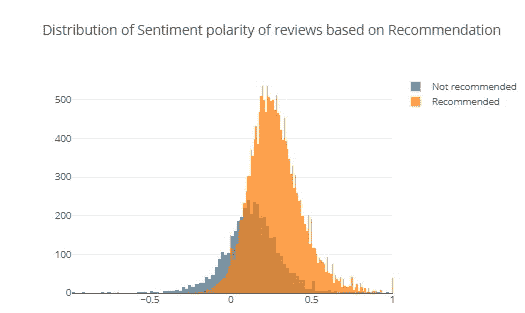 Distribution of Sentiment polarity of reviews based on Recommendation
Not recommended
Recommended
500
400
300
200
100
0
−0.5 0 0.5 1